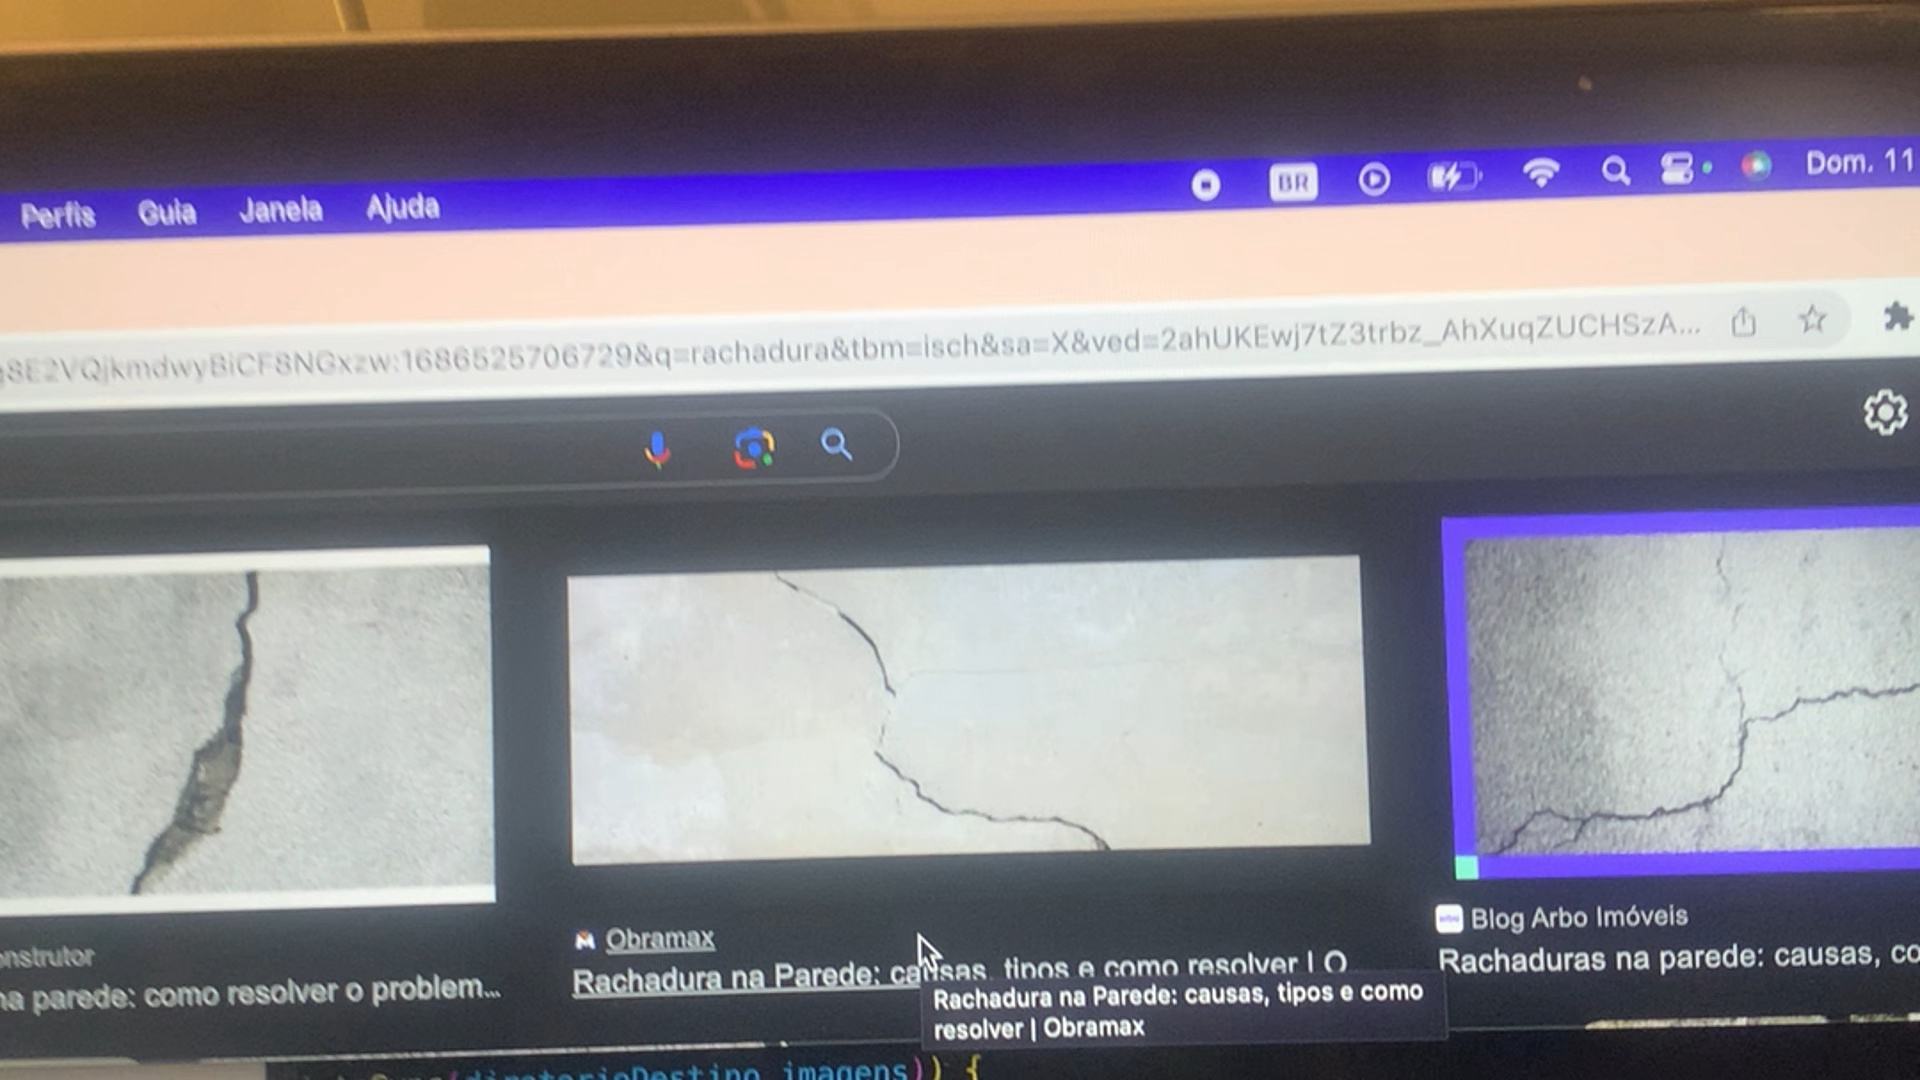 Perfis Guia Janela Ajuda BR Dom. 11
8E2VQjkmdwyBiCF8NGxzw:1686525706729&q=rachadura&tbm=isch&sa=X&ved=2ahUKEwj7tZ3trbz_AhXuqZUCHSzA...
nstrutor
na parede: como resolver o problem...
Obramax
Rachadura na Parede: causas, tipos e como resolver | O
Rachadura na Parede: causas, tipos e como
resolver | Obramax
Blog Arbo Imóveis
Rachaduras na parede: causas, co
diretorioDestino, imagens)) {